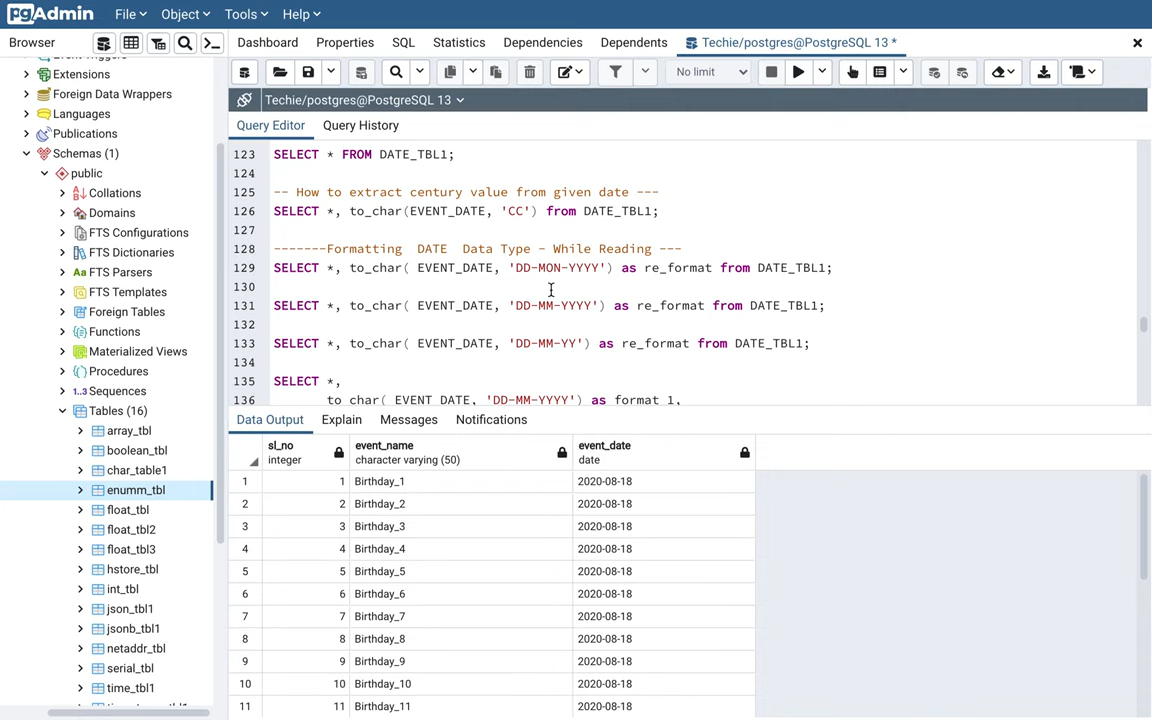 pgAdmin File Object Tools Help
Browser
Dashboard Properties SQL Statistics Dependencies Dependents Techie/postgres@PostgreSQL 13 *
No limit
Techie/postgres@PostgreSQL 13
Query Editor Query History
Event Triggers
Extensions
Foreign Data Wrappers
Languages
Publications
Schemas (1)
public
Collations
Domains
FTS Configurations
FTS Dictionaries
Aa FTS Parsers
FTS Templates
Foreign Tables
Functions
Materialized Views
Procedures
1..3 Sequences
Tables (16)
array_tbl
boolean_tbl
char_table1
enumm_tbl
float_tbl
float_tbl2
float_tbl3
hstore_tbl
int_tbl
json_tbl1
jsonb_tbl1
netaddr_tbl
serial_tbl
time_tbl1
123 SELECT * FROM DATE_TBL1;
124
125 -- How to extract century value from given date ---
126 SELECT *, to_char(EVENT_DATE, 'CC') from DATE_TBL1;
127
128 -------Formatting  DATE  Data Type - While Reading ---
129 SELECT *, to_char( EVENT_DATE, 'DD-MON-YYYY') as re_format from DATE_TBL1;
130
131 SELECT *, to_char( EVENT_DATE, 'DD-MM-YYYY') as re_format from DATE_TBL1;
132
133 SELECT *, to_char( EVENT_DATE, 'DD-MM-YY') as re_format from DATE_TBL1;
134
135 SELECT *,
136 to_char( EVENT_DATE, 'DD-MM-YYYY') as format_1,
Data Output Explain Messages Notifications
sl_no event_name event_date
integer character varying (50) date
1 1 Birthday_1 2020-08-18
2 2 Birthday_2 2020-08-18
3 3 Birthday_3 2020-08-18
4 4 Birthday_4 2020-08-18
5 5 Birthday_5 2020-08-18
6 6 Birthday_6 2020-08-18
7 7 Birthday_7 2020-08-18
8 8 Birthday_8 2020-08-18
9 9 Birthday_9 2020-08-18
10 10 Birthday_10 2020-08-18
11 11 Birthday_11 2020-08-18